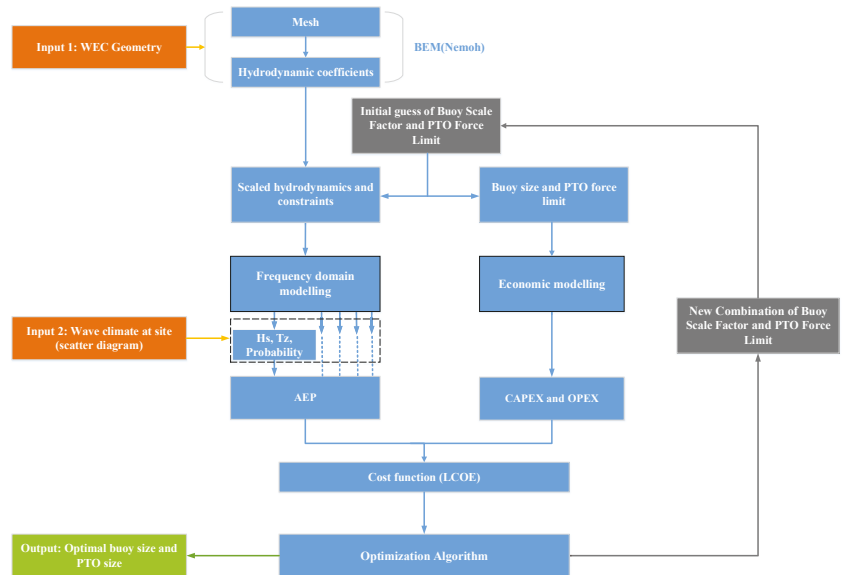 Mesh
Input 1: WEC Geometry
BEM(Nemoh)
Hydrodynamic coefficients
Initial guess of Buoy Scale
Factor and PTO Force
Limit
Scaled hydrodynamics and
constraints
Buoy size and PTO force
limit
Frequency domain
modelling
Economic modelling
Input 2: Wave climate at site
(scatter diagram)
Hs, Tz,
Probability
New Combination of Buoy
Scale Factor and PTO Force
Limit
AEP
CAPEX and OPEX
Cost function (LCOE)
Output: Optimal buoy size and
PTO size
Optimization Algorithm